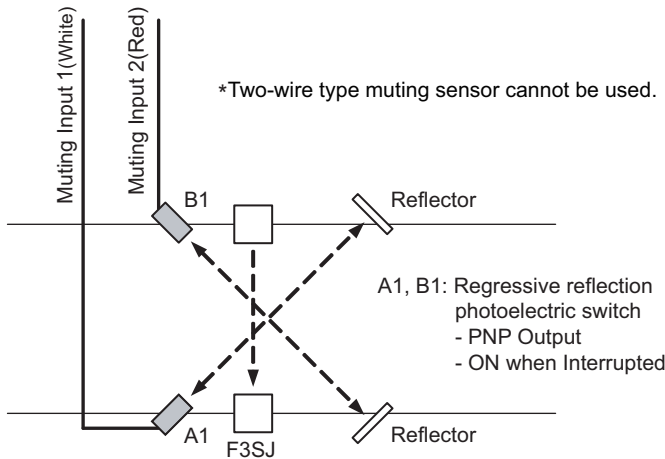 Muting Input 1(White)
Muting Input 2(Red)
*Two-wire type muting sensor cannot be used.
B1
Reflector
A1, B1: Regressive reflection
photoelectric switch
- PNP Output
- ON when Interrupted
A1
F3SJ
Reflector